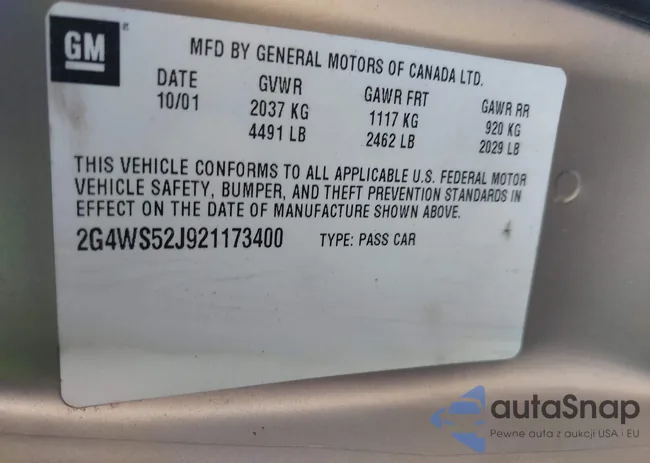 GM
MFD BY GENERAL MOTORS OF CANADA LTD.
DATE GVWR GAWR FRT GAWR RR
10/01 2037 KG 1117 KG 920 KG
4491 LB 2462 LB 2029 LB
THIS VEHICLE CONFORMS TO ALL APPLICABLE U.S. FEDERAL MOTOR
VEHICLE SAFETY, BUMPER, AND THEFT PREVENTION STANDARDS IN
EFFECT ON THE DATE OF MANUFACTURE SHOWN ABOVE.
2G4WS52J921173400 TYPE: PASS CAR
autaSnap
Pewne auta z aukcji USA i EU